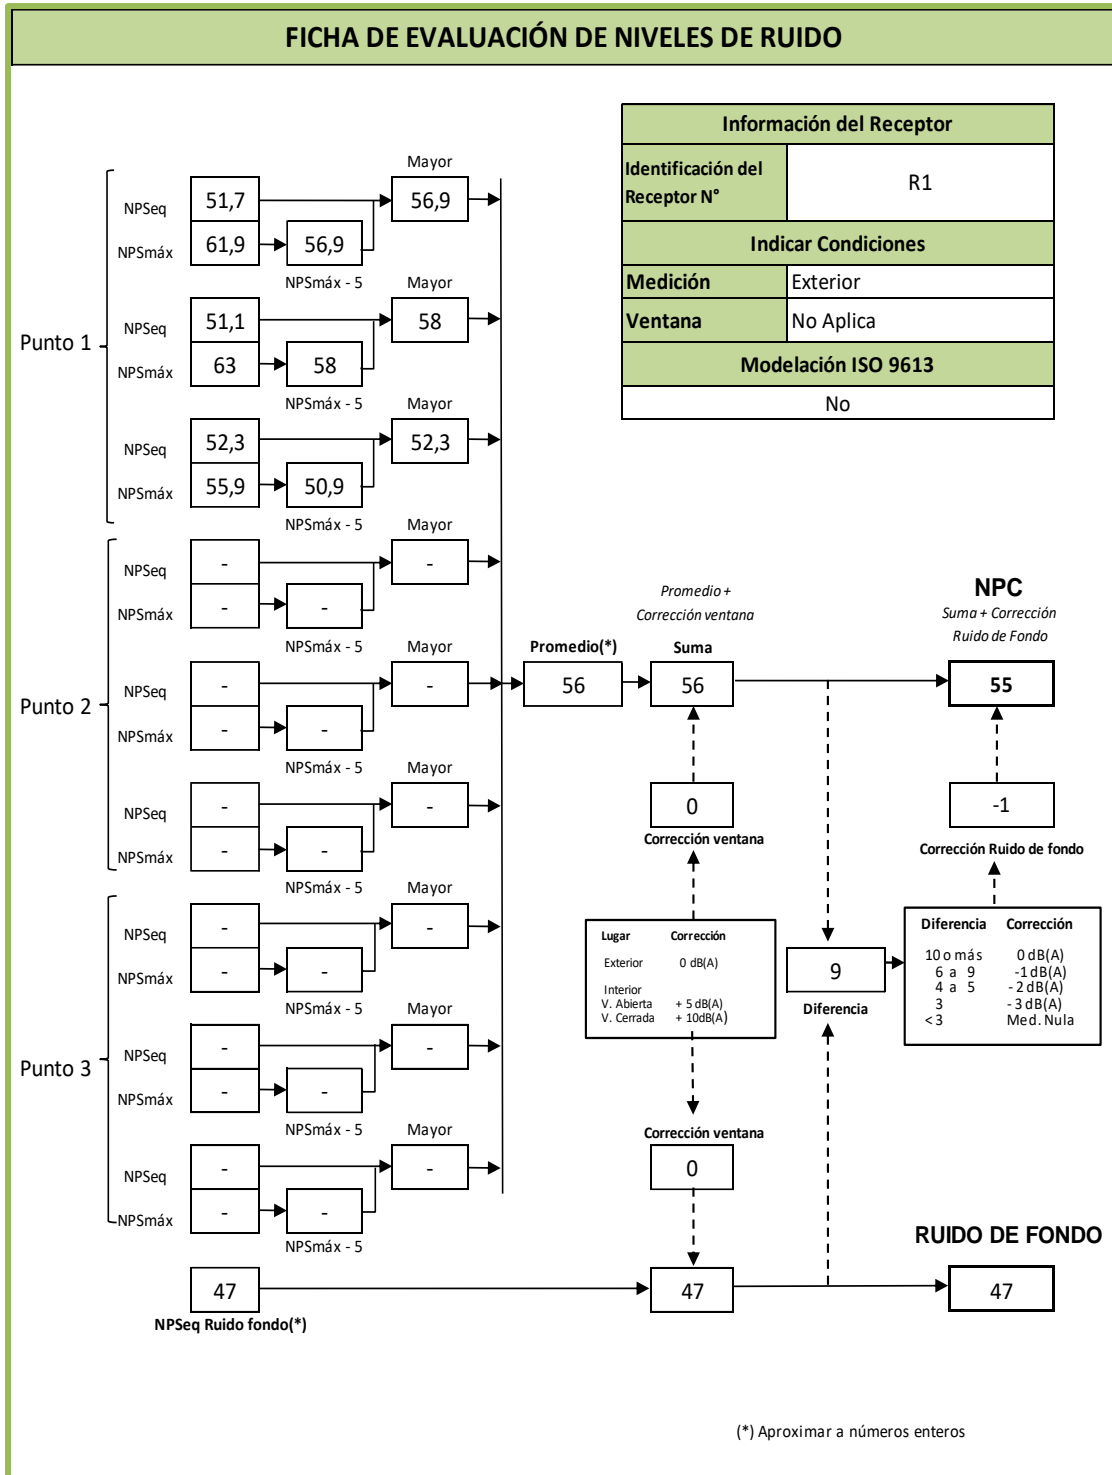 FICHA DE EVALUACIÓN DE NIVELES DE RUIDO
Información del Receptor
Identificación del Receptor N° R1
Indicar Condiciones
Medición Exterior
Ventana No Aplica
Modelación ISO 9613
No
Punto 1
Mayor
NPSeq 51,7 56,9
NPSmáx 61,9 56,9
NPSmáx - 5 Mayor
NPSeq 51,1 58
NPSmáx 63 58
NPSmáx - 5 Mayor
NPSeq 52,3 52,3
NPSmáx 55,9 50,9
NPSmáx - 5 Mayor
Punto 2
NPSeq - -
NPSmáx - -
NPSmáx - 5 Mayor
NPSeq - -
NPSmáx - -
NPSmáx - 5 Mayor
NPSeq - -
NPSmáx - -
NPSmáx - 5 Mayor
Punto 3
NPSeq - -
NPSmáx - -
NPSmáx - 5 Mayor
NPSeq - -
NPSmáx - -
NPSmáx - 5 Mayor
NPSeq - -
NPSmáx - -
NPSmáx - 5
Promedio(*)
56
Promedio +
Corrección ventana
Suma
56
NPC
Suma + Corrección
Ruido de Fondo
55
0
Corrección ventana
-1
Corrección Ruido de fondo
Lugar Corrección
Exterior 0 dB(A)
Interior
V. Abierta + 5 dB(A)
V. Cerrada + 10dB(A)
9
Diferencia
Diferencia Corrección
10 o más 0 dB(A)
6 a 9 -1 dB(A)
4 a 5 - 2 dB(A)
3 - 3 dB(A)
< 3 Med. Nula
Corrección ventana
0
RUIDO DE FONDO
47 47 47
NPSeq Ruido fondo(*)
(*) Aproximar a números enteros